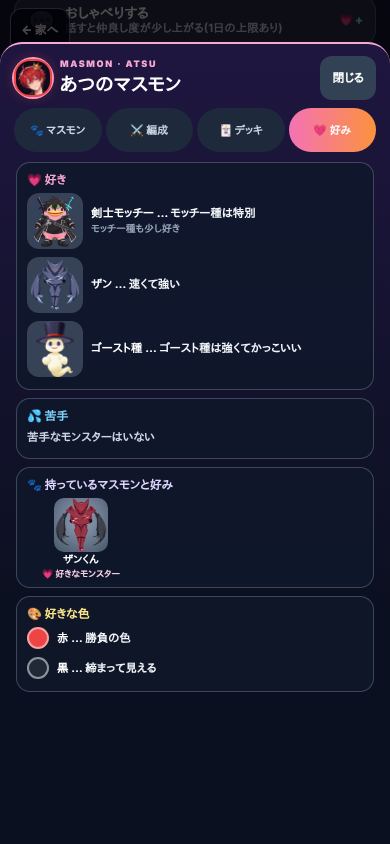 おしゃべりする
← 家へ
話すと仲良し度が少し上がる(1日の上限あり)
+
MASMON · ATSU
あつのマスモン
閉じる
マスモン
編成
デッキ
好み
好き
剣士モッチー … モッチー種は特別
モッチー種も少し好き
ザン … 速くて強い
ゴースト種 … ゴースト種は強くてかっこいい
苦手
苦手なモンスターはいない
持っているマスモンと好み
ザンくん
好きなモンスター
好きな色
赤 … 勝負の色
黒 … 締まって見える